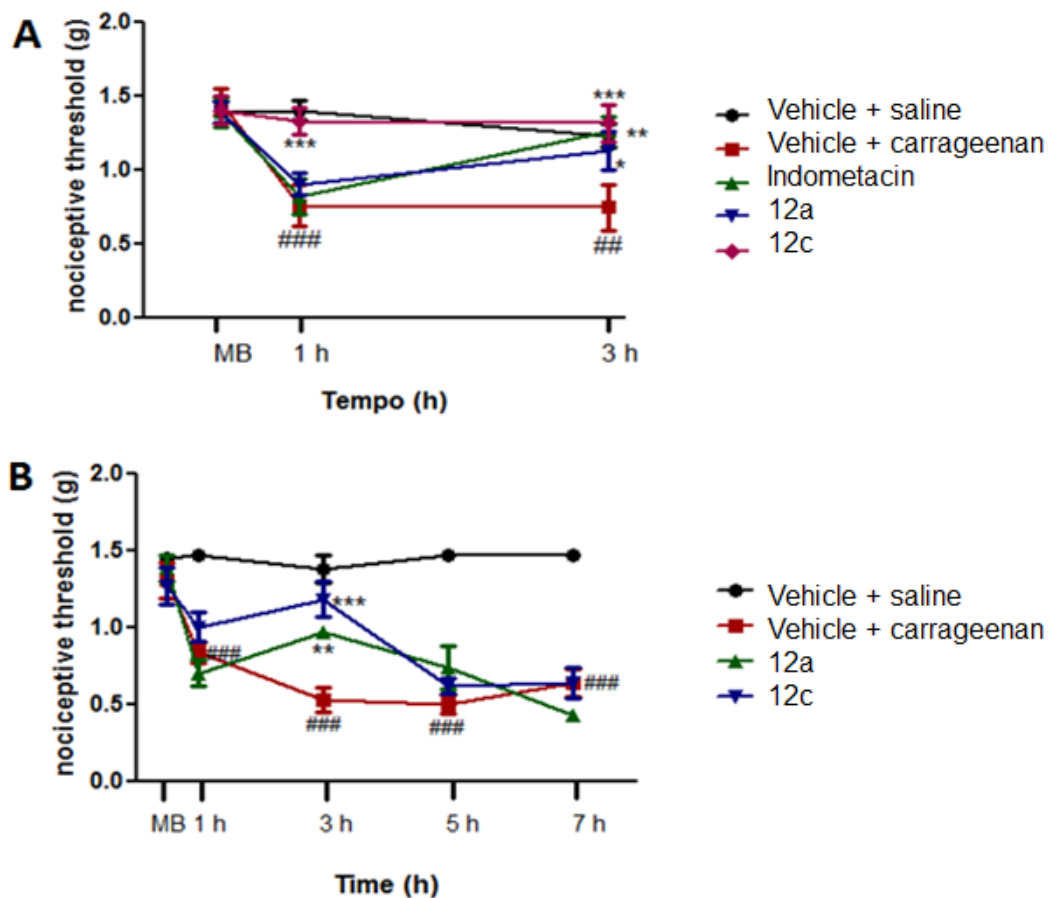 A
nociceptive threshold (g)
2.0
1.5
1.0
0.5
0.0
***
***
**
*
###
##
MB 1 h 3 h
Tempo (h)
Vehicle + saline
Vehicle + carrageenan
Indometacin
12a
12c
B
nociceptive threshold (g)
2.0
1.5
1.0
0.5
0.0
***
###
**
###
###
###
MB 1 h 3 h 5 h 7 h
Time (h)
Vehicle + saline
Vehicle + carrageenan
12a
12c